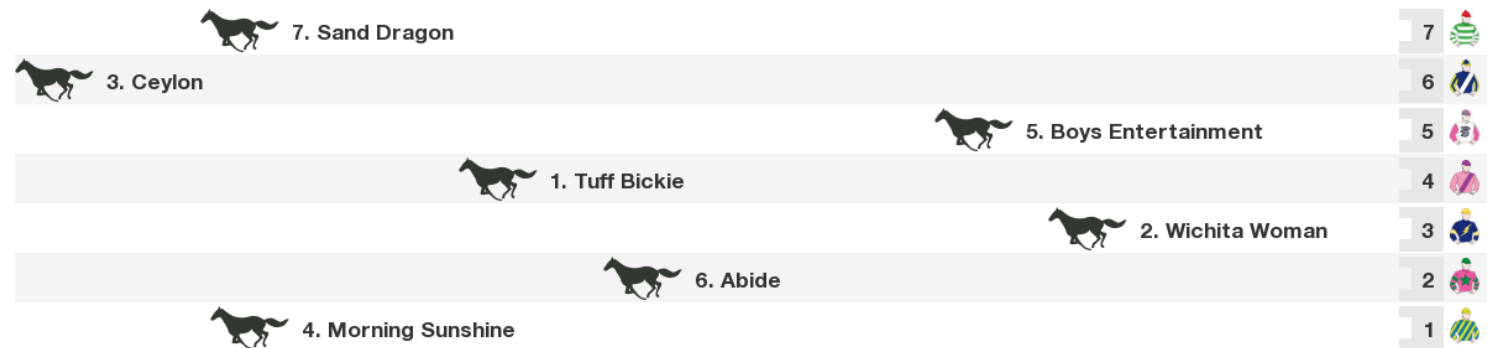 7. Sand Dragon 7
3. Ceylon 6
5. Boys Entertainment 5
1. Tuff Bickie 4
2. Wichita Woman 3
6. Abide 2
4. Morning Sunshine 1